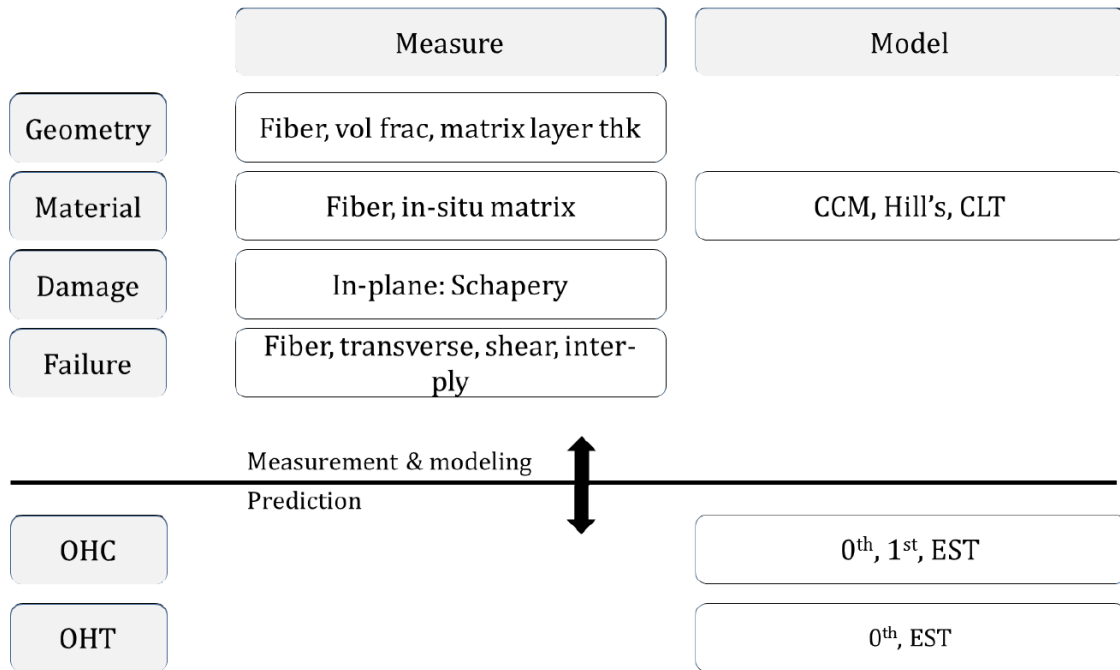 Measure
Model
Geometry
Fiber, vol frac, matrix layer thk
Material
Fiber, in-situ matrix
CCM, Hill’s, CLT
Damage
In-plane: Schapery
Failure
Fiber, transverse, shear, inter-
ply
Measurement & modeling
Prediction
OHC
0th, 1st, EST
OHT
0th, EST